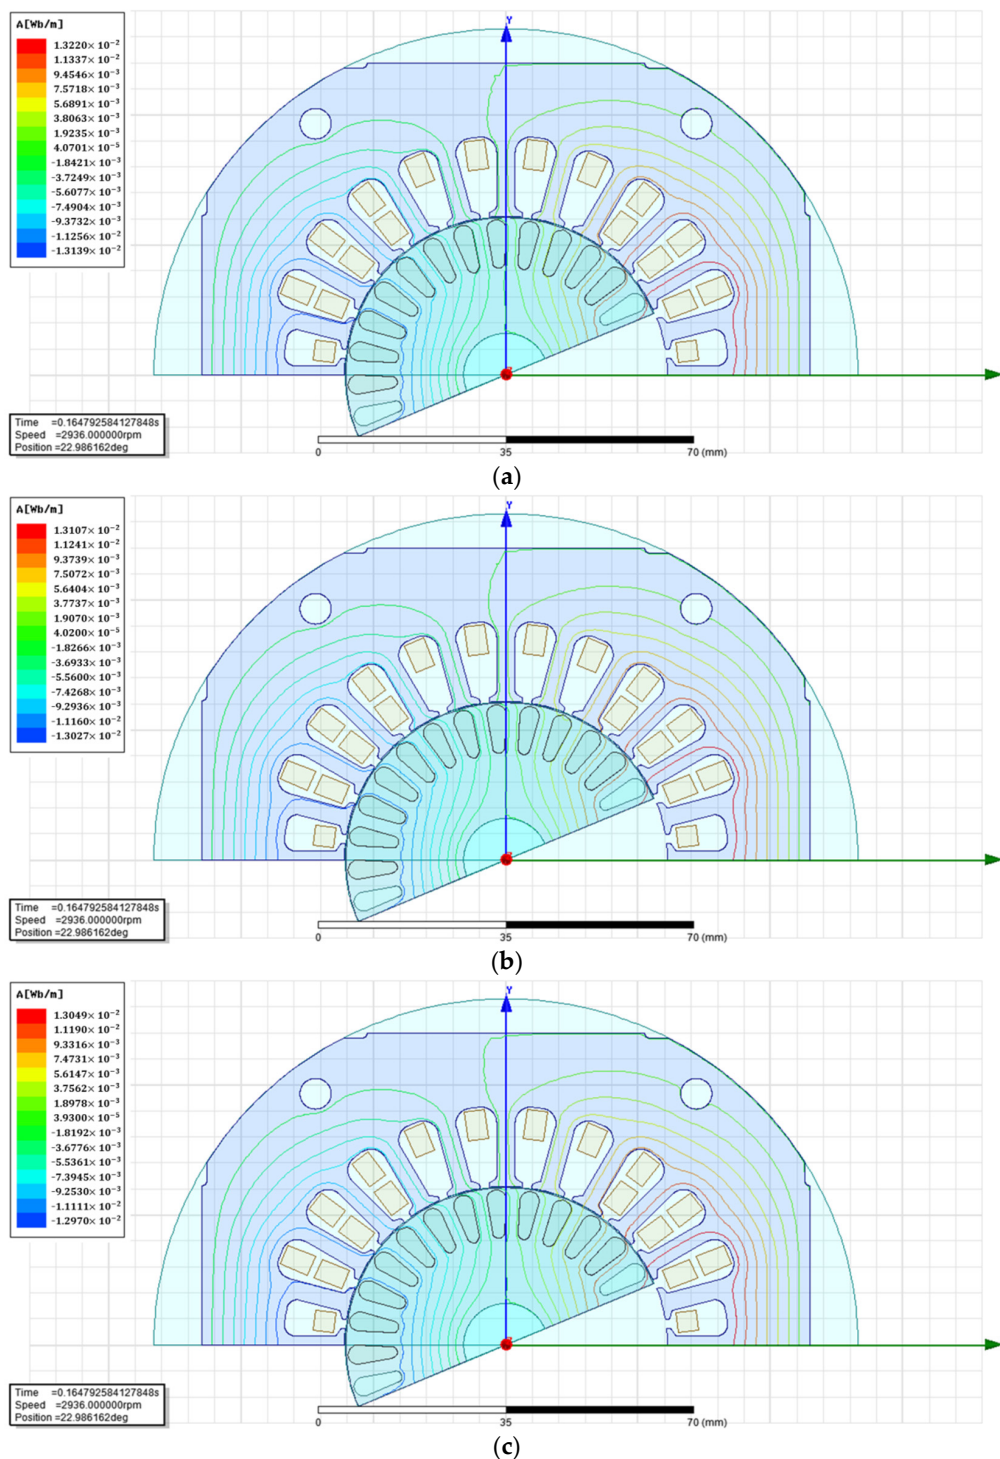 A[Wb/m]
1.3220× 10⁻²
1.1337× 10⁻²
9.4546× 10⁻³
7.5718× 10⁻³
5.6891× 10⁻³
3.8063× 10⁻³
1.9235× 10⁻³
4.0701× 10⁻⁵
-1.8421× 10⁻³
-3.7249× 10⁻³
-5.6077× 10⁻³
-7.4904× 10⁻³
-9.3732× 10⁻³
-1.1256× 10⁻²
-1.3139× 10⁻²
Y
Time =0.164792584127848s
Speed =2936.000000rpm
Position =22.986162deg
0 35 70 (mm)
(a)
A[Wb/m]
1.3107× 10⁻²
1.1241× 10⁻²
9.3739× 10⁻³
7.5072× 10⁻³
5.6404× 10⁻³
3.7737× 10⁻³
1.9070× 10⁻³
4.0200× 10⁻⁵
-1.8266× 10⁻³
-3.6933× 10⁻³
-5.5600× 10⁻³
-7.4268× 10⁻³
-9.2936× 10⁻³
-1.1160× 10⁻²
-1.3027× 10⁻²
Y
Time =0.164792584127848s
Speed =2936.000000rpm
Position =22.986162deg
0 35 70 (mm)
(b)
A[Wb/m]
1.3049× 10⁻²
1.1190× 10⁻²
9.3316× 10⁻³
7.4731× 10⁻³
5.6147× 10⁻³
3.7562× 10⁻³
1.8978× 10⁻³
3.9300× 10⁻⁵
-1.8192× 10⁻³
-3.6776× 10⁻³
-5.5361× 10⁻³
-7.3945× 10⁻³
-9.2530× 10⁻³
-1.1111× 10⁻²
-1.2970× 10⁻²
Y
Time =0.164792584127848s
Speed =2936.000000rpm
Position =22.986162deg
0 35 70 (mm)
(c)